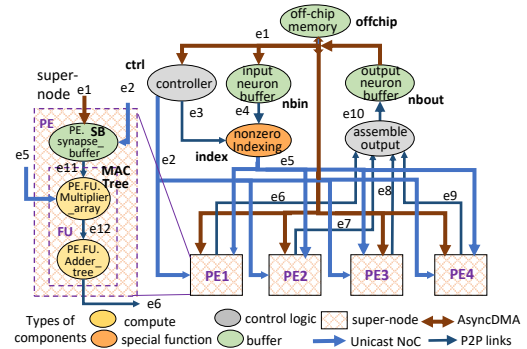 off-chip
memory
offchip
e1
ctrl
controller
input
neuron
buffer
nbin
output
neuron
buffer
nbout
super-
node
e1
e2
e3
e4
e10
PE
PE. SB
synapse_
buffer
nonzero
Indexing
index
assemble
output
e5
e11
MAC
Tree
e2
e5
e6
e7
e8
e9
PE.FU.
Multiplier
_array
e12
FU
PE.FU.
Adder_
tree
e6
PE1
PE2
PE3
PE4
Types of
components
compute
special function
control logic
buffer
super-node
AsyncDMA
Unicast NoC
P2P links